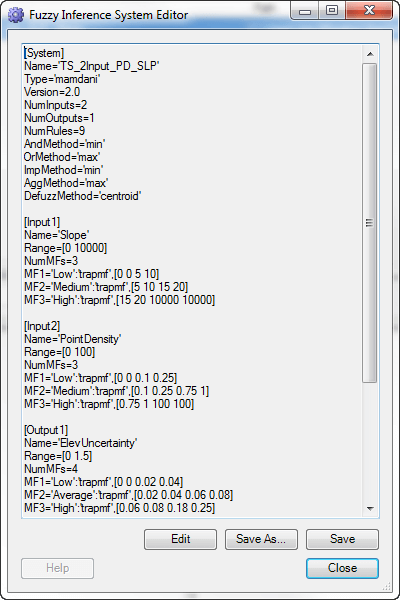 Fuzzy Inference System Editor
[System]
Name='TS_2Input_PD_SLP'
Type='mamdani'
Version=2.0
NumInputs=2
NumOutputs=1
NumRules=9
AndMethod='min'
OrMethod='max'
ImpMethod='min'
AggMethod='max'
DefuzzMethod='centroid'
[Input1]
Name='Slope'
Range=[0 10000]
NumMFs=3
MF1='Low':'trapmf',[0 0 5 10]
MF2='Medium':'trapmf',[5 10 15 20]
MF3='High':'trapmf',[15 20 10000 10000]
[Input2]
Name='PointDensity'
Range=[0 100]
NumMFs=3
MF1='Low':'trapmf',[0 0 0.1 0.25]
MF2='Medium':'trapmf',[0.1 0.25 0.75 1]
MF3='High':'trapmf',[0.75 1 100 100]
[Output1]
Name='ElevUncertainty'
Range=[0 1.5]
NumMFs=4
MF1='Low':'trapmf',[0 0 0.02 0.04]
MF2='Average':'trapmf',[0.02 0.04 0.06 0.08]
MF3='High':'trapmf',[0.06 0.08 0.18 0.25]
Edit Save As... Save
Help Close